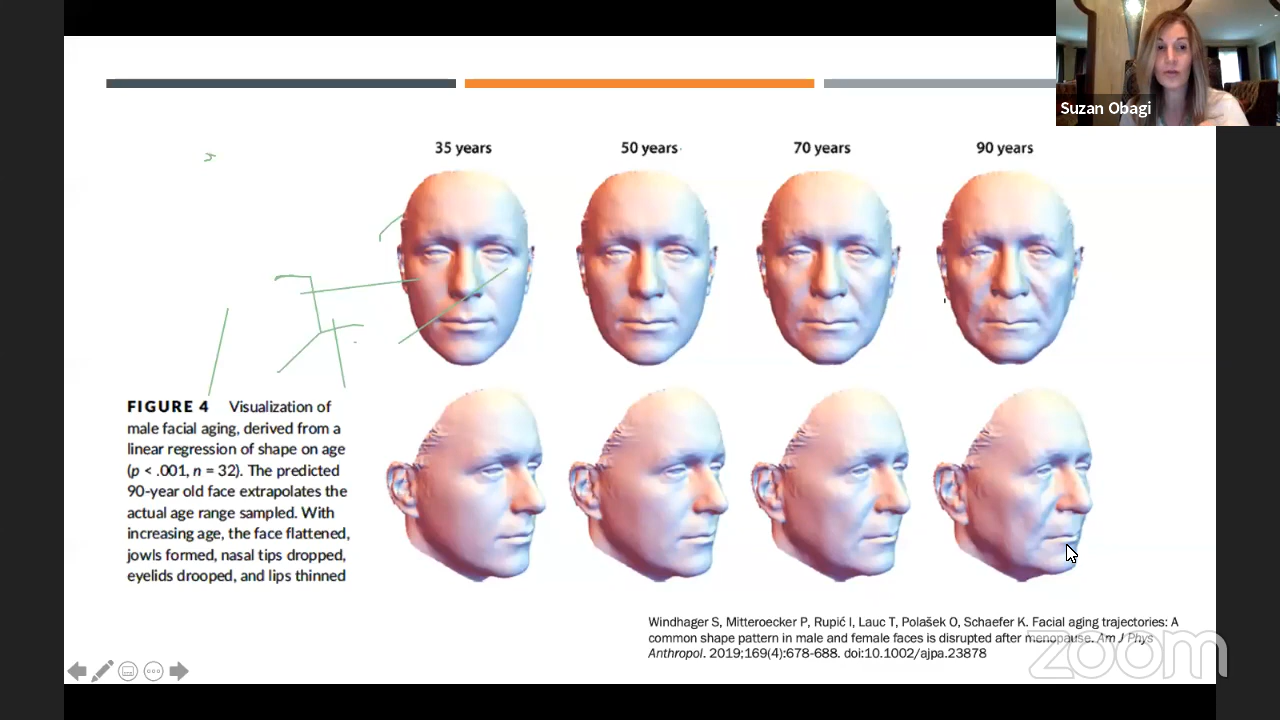 Suzan Obagi
35 years
50 years
70 years
90 years
FIGURE 4 Visualization of
male facial aging, derived from a
linear regression of shape on age
(p < .001, n = 32). The predicted
90-year old face extrapolates the
actual age range sampled. With
increasing age, the face flattened,
jowls formed, nasal tips dropped,
eyelids drooped, and lips thinned
Windhager S, Mitteroecker P, Rupić I, Lauc T, Polašek O, Schaefer K. Facial aging trajectories: A
common shape pattern in male and female faces is disrupted after menopause. Am J Phys
Anthropol. 2019;169(4):678-688. doi:10.1002/ajpa.23878
zoom